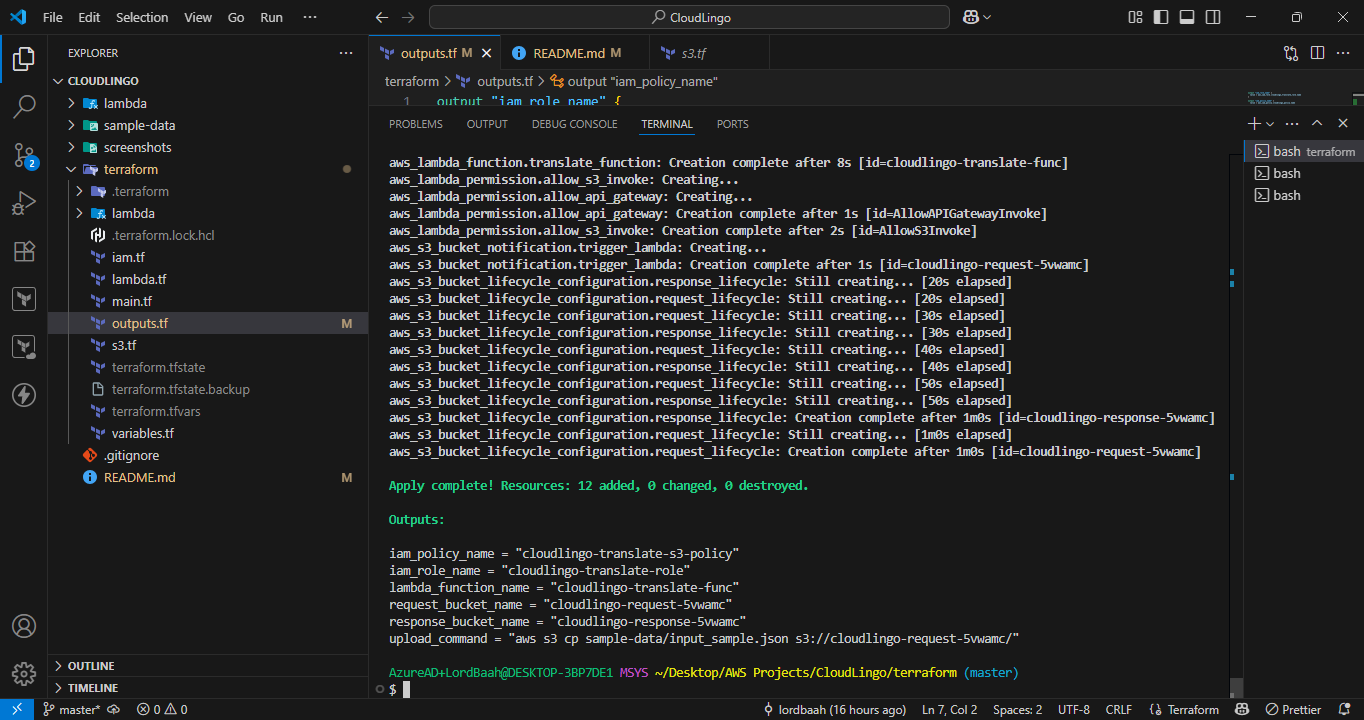 File Edit Selection View Go Run ···
CloudLingo
EXPLORER
CLOUDLINGO
lambda
sample-data
screenshots
terraform
.terraform
lambda
.terraform.lock.hcl
iam.tf
lambda.tf
main.tf
outputs.tf M
s3.tf
terraform.tfstate
terraform.tfstate.backup
terraform.tfvars
variables.tf
.gitignore
README.md M
OUTLINE
TIMELINE
2
outputs.tf M
README.md M
s3.tf
terraform > outputs.tf > output "iam_policy_name"
1 output "iam_role_name" {
PROBLEMS OUTPUT DEBUG CONSOLE TERMINAL PORTS
aws_lambda_function.translate_function: Creation complete after 8s [id=cloudlingo-translate-func]
aws_lambda_permission.allow_s3_invoke: Creating...
aws_lambda_permission.allow_api_gateway: Creating...
aws_lambda_permission.allow_api_gateway: Creation complete after 1s [id=AllowAPIGatewayInvoke]
aws_lambda_permission.allow_s3_invoke: Creation complete after 2s [id=AllowS3Invoke]
aws_s3_bucket_notification.trigger_lambda: Creating...
aws_s3_bucket_notification.trigger_lambda: Creation complete after 1s [id=cloudlingo-request-5vwamc]
aws_s3_bucket_lifecycle_configuration.response_lifecycle: Still creating... [20s elapsed]
aws_s3_bucket_lifecycle_configuration.request_lifecycle: Still creating... [20s elapsed]
aws_s3_bucket_lifecycle_configuration.request_lifecycle: Still creating... [30s elapsed]
aws_s3_bucket_lifecycle_configuration.response_lifecycle: Still creating... [30s elapsed]
aws_s3_bucket_lifecycle_configuration.request_lifecycle: Still creating... [40s elapsed]
aws_s3_bucket_lifecycle_configuration.response_lifecycle: Still creating... [40s elapsed]
aws_s3_bucket_lifecycle_configuration.request_lifecycle: Still creating... [50s elapsed]
aws_s3_bucket_lifecycle_configuration.response_lifecycle: Still creating... [50s elapsed]
aws_s3_bucket_lifecycle_configuration.response_lifecycle: Creation complete after 1m0s [id=cloudlingo-response-5vwamc]
aws_s3_bucket_lifecycle_configuration.request_lifecycle: Still creating... [1m0s elapsed]
aws_s3_bucket_lifecycle_configuration.request_lifecycle: Creation complete after 1m0s [id=cloudlingo-request-5vwamc]
Apply complete! Resources: 12 added, 0 changed, 0 destroyed.
Outputs:
iam_policy_name = "cloudlingo-translate-s3-policy"
iam_role_name = "cloudlingo-translate-role"
lambda_function_name = "cloudlingo-translate-func"
request_bucket_name = "cloudlingo-request-5vwamc"
response_bucket_name = "cloudlingo-response-5vwamc"
upload_command = "aws s3 cp sample-data/input_sample.json s3://cloudlingo-request-5vwamc/"
AzureAD+LordBaah@DESKTOP-3BP7DE1 MSYS ~/Desktop/AWS Projects/CloudLingo/terraform (master)
$
bash terraform
bash
bash
master* 0 0 lordbaah (16 hours ago) Ln 7, Col 2 Spaces: 2 UTF-8 CRLF {} Terraform Prettier